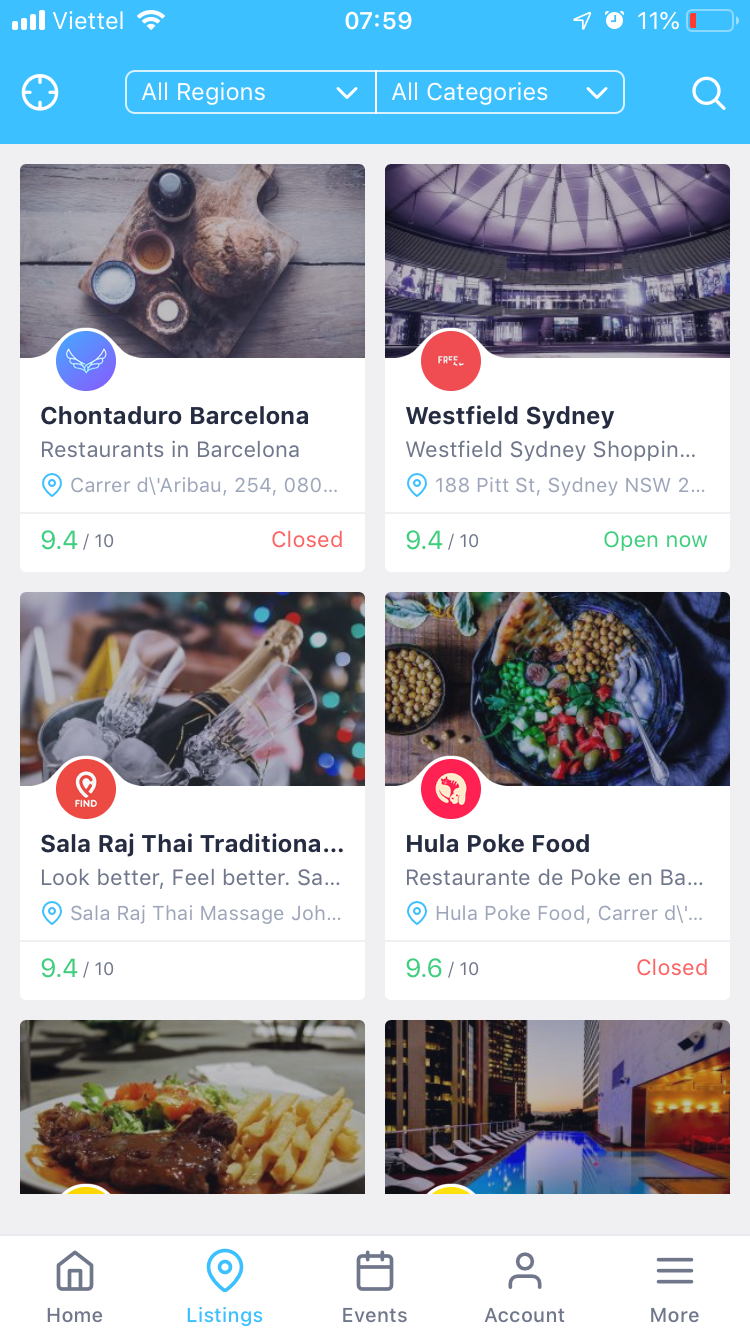 Viettel 07:59 11%
All Regions All Categories
Chontaduro Barcelona
Restaurants in Barcelona
Carrer d\'Aribau, 254, 080...
9.4 / 10 Closed
Westfield Sydney
Westfield Sydney Shoppin...
188 Pitt St, Sydney NSW 2...
9.4 / 10 Open now
FIND
Sala Raj Thai Traditiona...
Look better, Feel better. Sa...
Sala Raj Thai Massage Joh...
9.4 / 10
Hula Poke Food
Restaurante de Poke en Ba...
Hula Poke Food, Carrer d\'...
9.6 / 10 Closed
Home Listings Events Account More